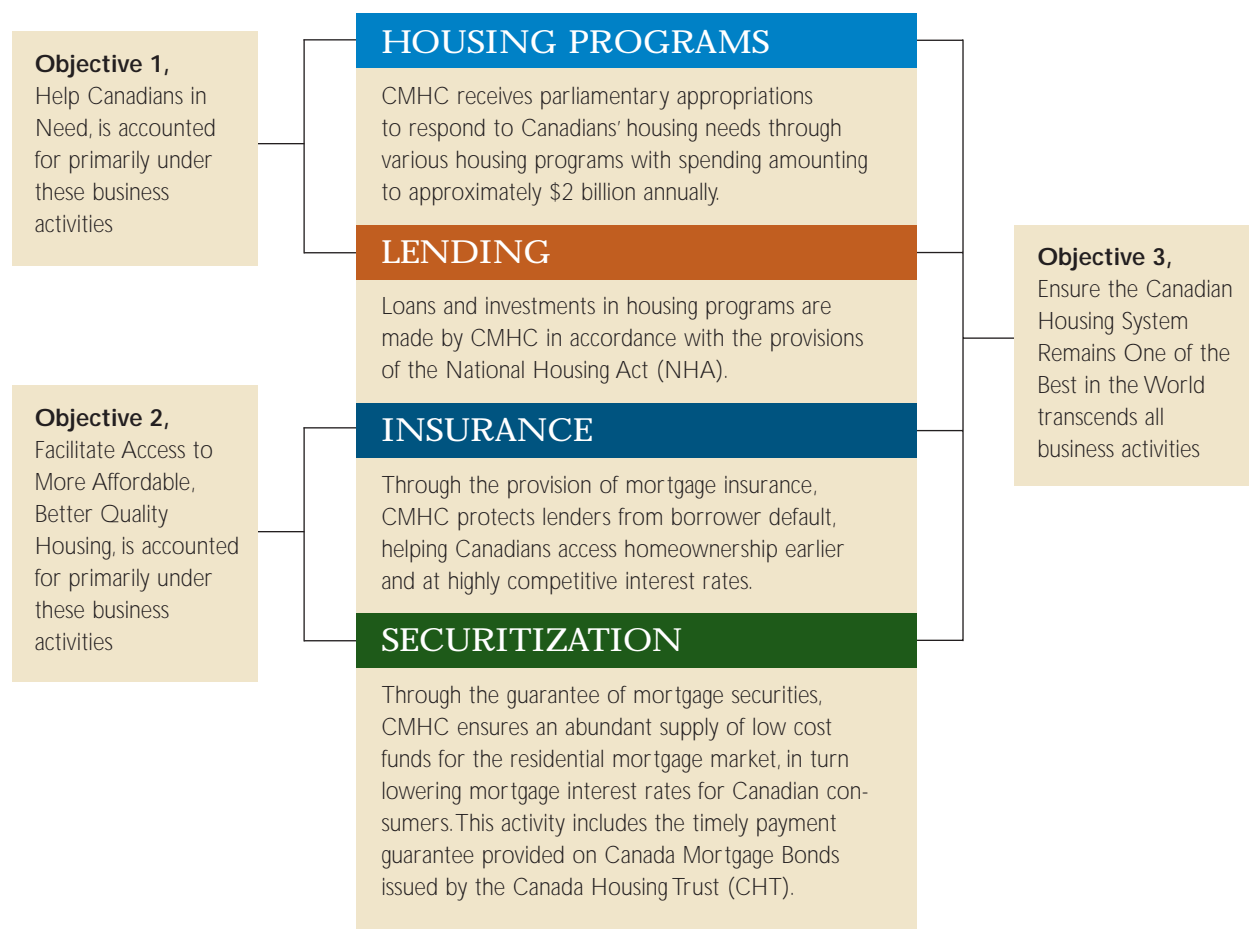 Objective 1,
Help Canadians in
Need, is accounted
for primarily under
these business
activities
HOUSING PROGRAMS
CMHC receives parliamentary appropriations
to respond to Canadians' housing needs through
various housing programs with spending amounting
to approximately $2 billion annually.
LENDING
Loans and investments in housing programs are
made by CMHC in accordance with the provisions
of the National Housing Act (NHA).
Objective 2,
Facilitate Access to
More Affordable,
Better Quality
Housing, is accounted
for primarily under
these business
activities
INSURANCE
Through the provision of mortgage insurance,
CMHC protects lenders from borrower default,
helping Canadians access homeownership earlier
and at highly competitive interest rates.
SECURITIZATION
Through the guarantee of mortgage securities,
CMHC ensures an abundant supply of low cost
funds for the residential mortgage market, in turn
lowering mortgage interest rates for Canadian con-
sumers. This activity includes the timely payment
guarantee provided on Canada Mortgage Bonds
issued by the Canada Housing Trust (CHT).
Objective 3,
Ensure the Canadian
Housing System
Remains One of the
Best in the World
transcends all
business activities